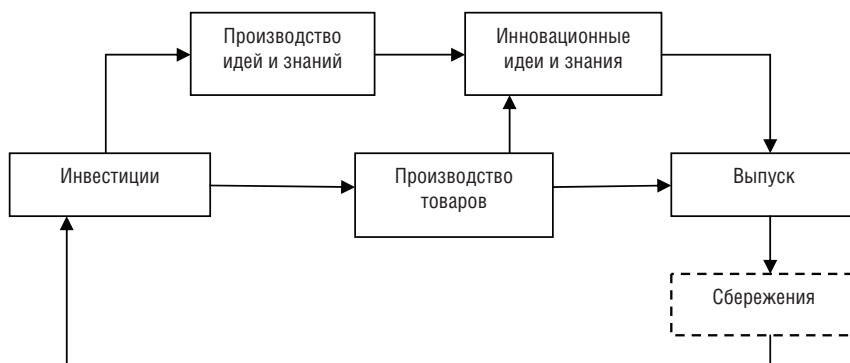 Производство
идей и знаний
Инновационные
идеи и знания
Инвестиции
Производство
товаров
Выпуск
Сбережения